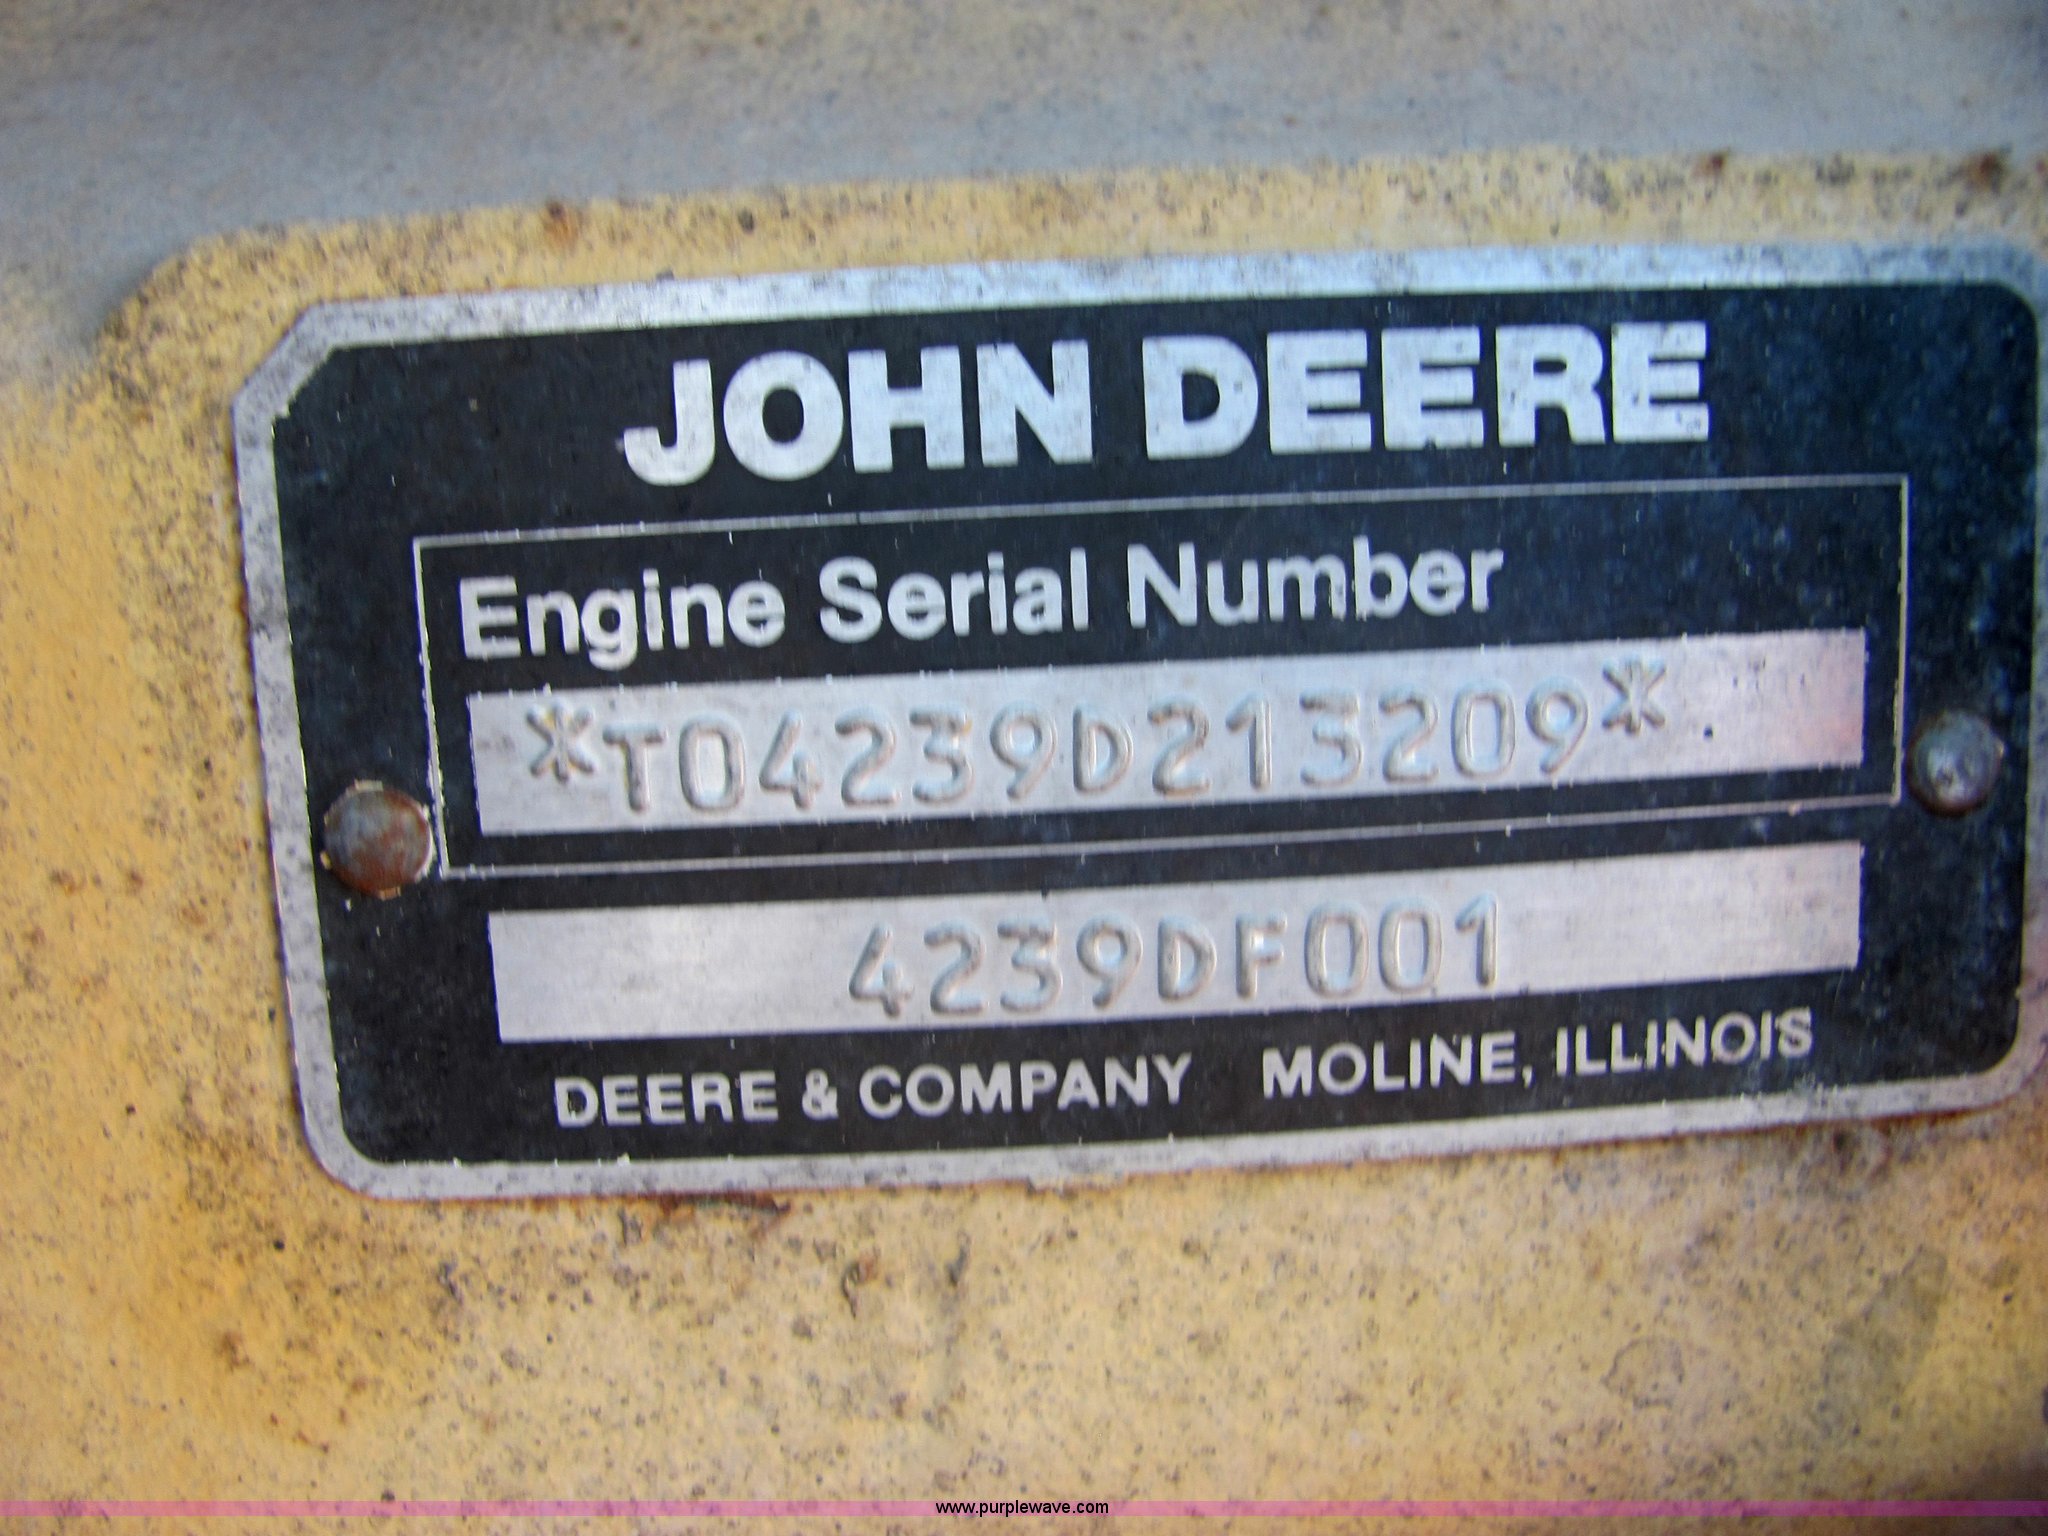 JOHN DEERE
Engine Serial Number
*T04239D213209*
4239DF001
DEERE & COMPANY MOLINE, ILLINOIS
www.purplewave.com